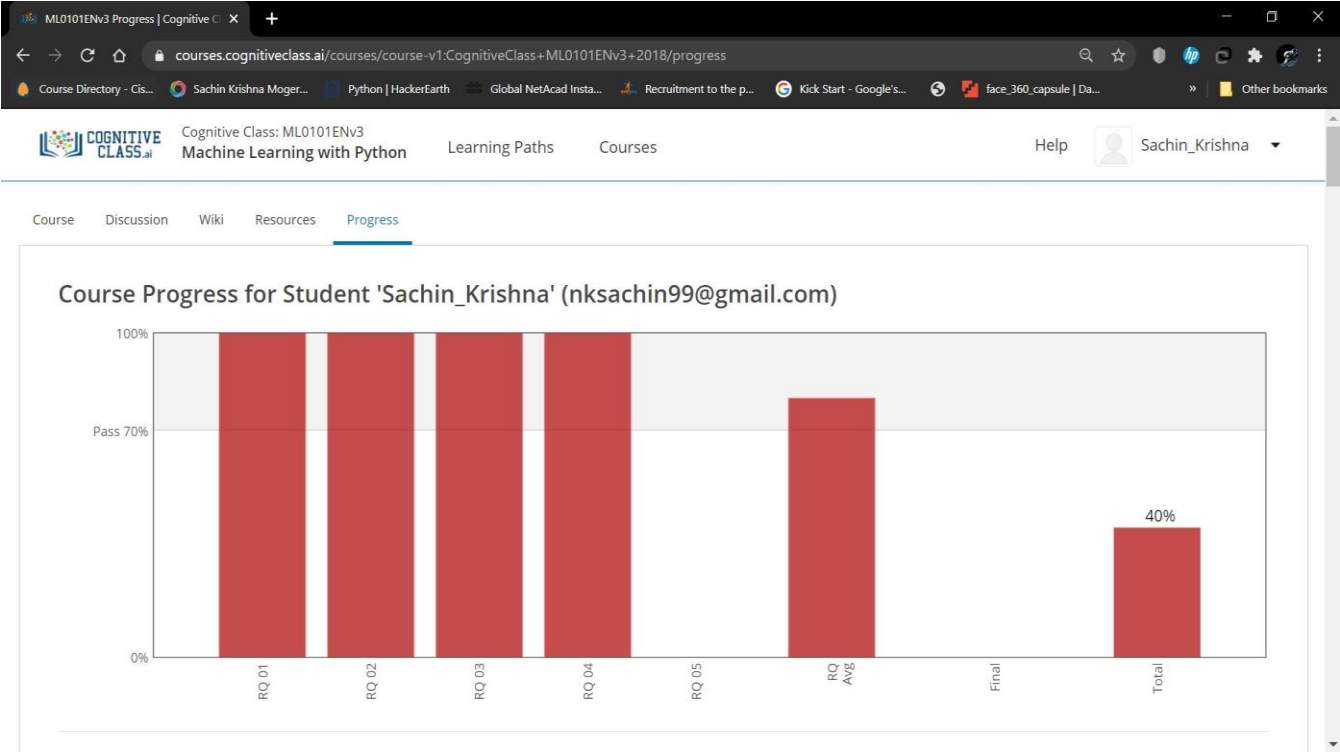 ML0101ENv3 Progress | Cognitive Cl
courses.cognitiveclass.ai/courses/course-v1:CognitiveClass+ML0101ENv3+2018/progress
Course Directory - Cis... Sachin Krishna Moger... Python | HackerEarth Global NetAcad Insta... Recruitment to the p... Kick Start - Google's... face_360_capsule | Da... » Other bookmarks
COGNITIVE
CLASS.ai
Cognitive Class: ML0101ENv3
Machine Learning with Python
Learning Paths Courses Help Sachin_Krishna
Course Discussion Wiki Resources Progress
Course Progress for Student 'Sachin_Krishna' (nksachin99@gmail.com)
100%
Pass 70%
40%
0%
RQ 01
RQ 02
RQ 03
RQ 04
RQ 05
RQ
Avg
Final
Total